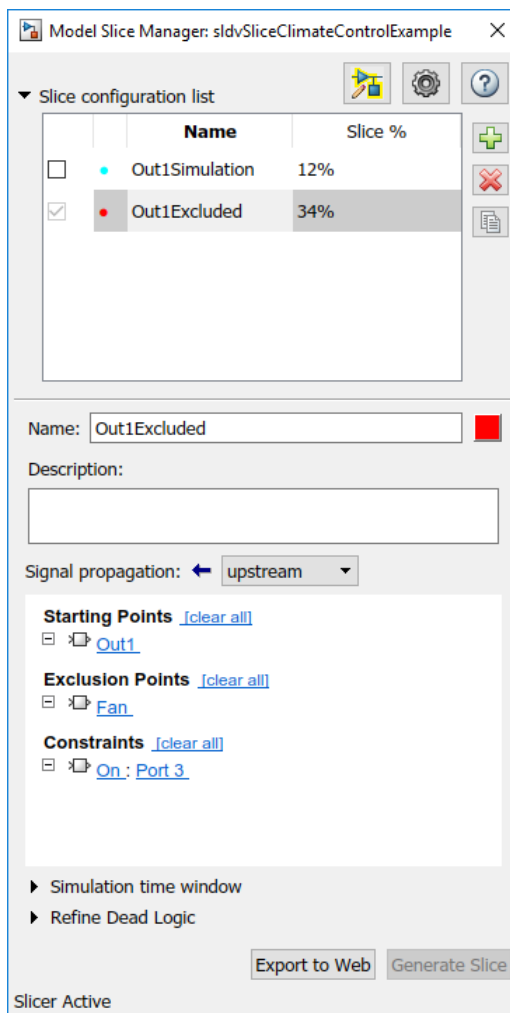 Model Slice Manager: sldvSliceClimateControlExample
Slice configuration list
Name Slice %
Out1Simulation 12%
Out1Excluded 34%
Name: Out1Excluded
Description:
Signal propagation: upstream
Starting Points [clear all]
Out1
Exclusion Points [clear all]
Fan
Constraints [clear all]
On : Port 3
Simulation time window
Refine Dead Logic
Export to Web Generate Slice
Slicer Active